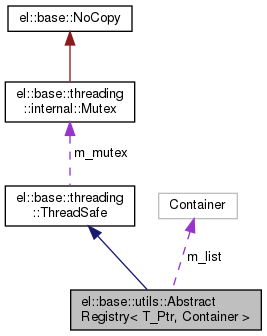 el::base::NoCopy
el::base::threading
::internal::Mutex
m_mutex
el::base::threading
::ThreadSafe
Container
m_list
el::base::utils::Abstract
Registry< T_Ptr, Container >